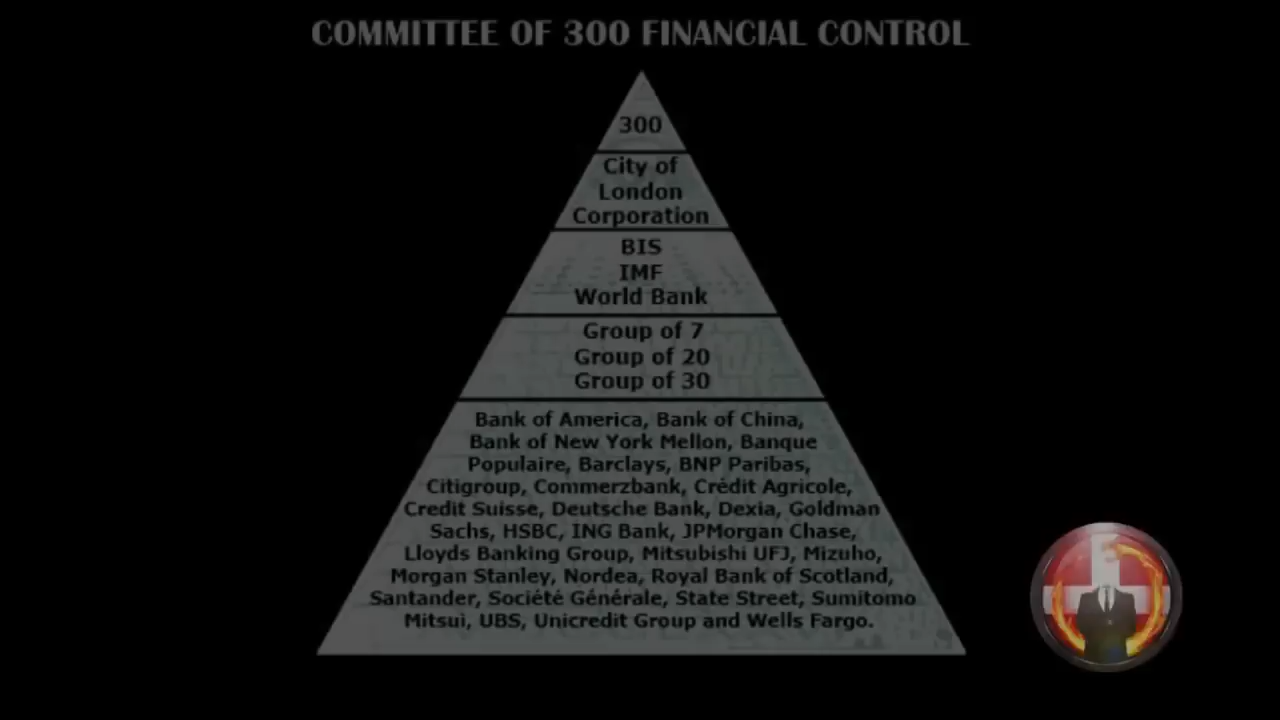 COMMITTEE OF 300 FINANCIAL CONTROL
300
City of
London
Corporation
BIS
IMF
World Bank
Group of 7
Group of 20
Group of 30
Bank of America, Bank of China,
Bank of New York Mellon, Banque
Populaire, Barclays, BNP Paribas,
Citigroup, Commerzbank, Crédit Agricole,
Credit Suisse, Deutsche Bank, Dexia, Goldman
Sachs, HSBC, ING Bank, JPMorgan Chase,
Lloyds Banking Group, Mitsubishi UFJ, Mizuho,
Morgan Stanley, Nordea, Royal Bank of Scotland,
Santander, Société Générale, State Street, Sumitomo
Mitsui, UBS, Unicredit Group and Wells Fargo.